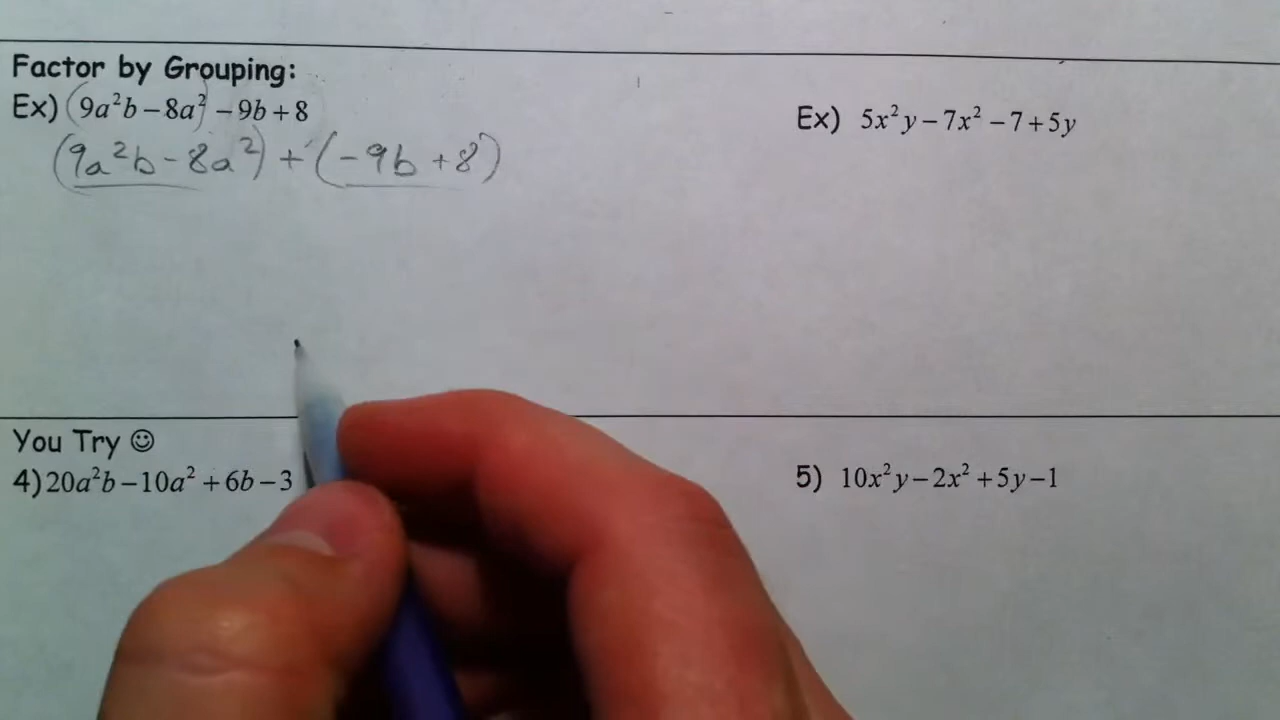 Factor by Grouping:
Ex) (9a²b – 8a²) – 9b + 8
(9a²b - 8a²) + (-9b + 8)
Ex) 5x²y – 7x² – 7 + 5y
You Try ☺
4) 20a²b – 10a² + 6b – 3
5) 10x²y – 2x² + 5y – 1